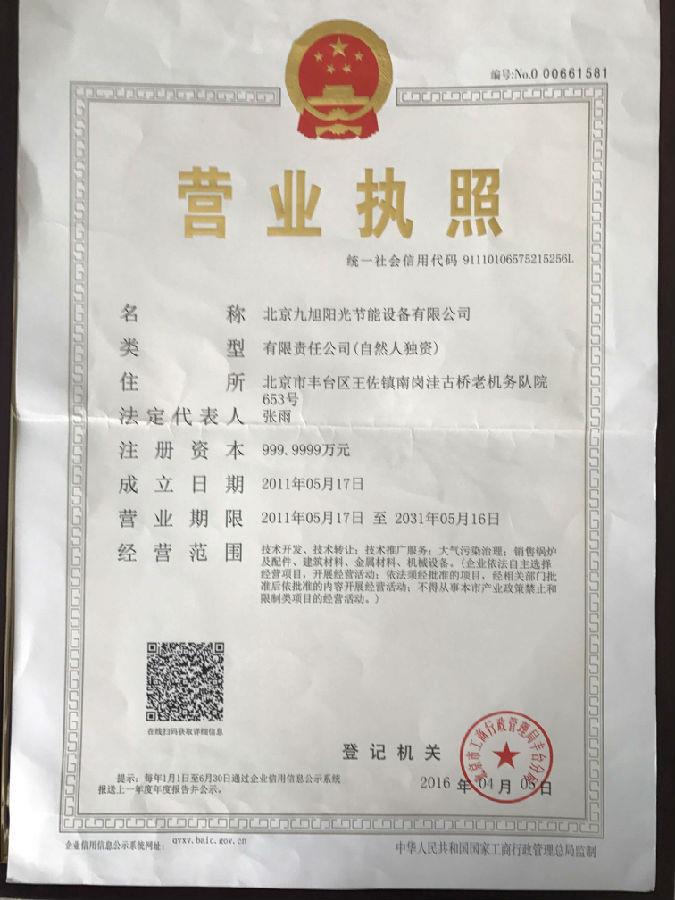 编号:No.0 00661581
营业执照
统一社会信用代码 91110106575215256L
名称 北京九旭阳光节能设备有限公司
类型 有限责任公司(自然人独资)
住所 北京市丰台区王佐镇南岗洼古桥老机务队院
653号
法定代表人 张雨
注册资本 999.9999万元
成立日期 2011年05月17日
营业期限 2011年05月17日 至 2031年05月16日
经营范围 技术开发、技术转让；技术推广服务；大气污染治理；销售锅炉
及配件、建筑材料、金属材料、机械设备。（企业依法自主选择
经营项目，开展经营活动；依法须经批准的项目，经相关部门批
准后依批准的内容开展经营活动；不得从事本市产业政策禁止和
限制类项目的经营活动。）
在线扫码获取详细信息
登记机关
北京市工商行政管理局丰台分局
2016 年 04 月 05 日
提示：每年1月1日至6月30日通过企业信用信息公示系统
报送上一年度年度报告并公示。
企业信用信息公示系统网址： qyxy.baic.gov.cn
中华人民共和国国家工商行政管理总局监制